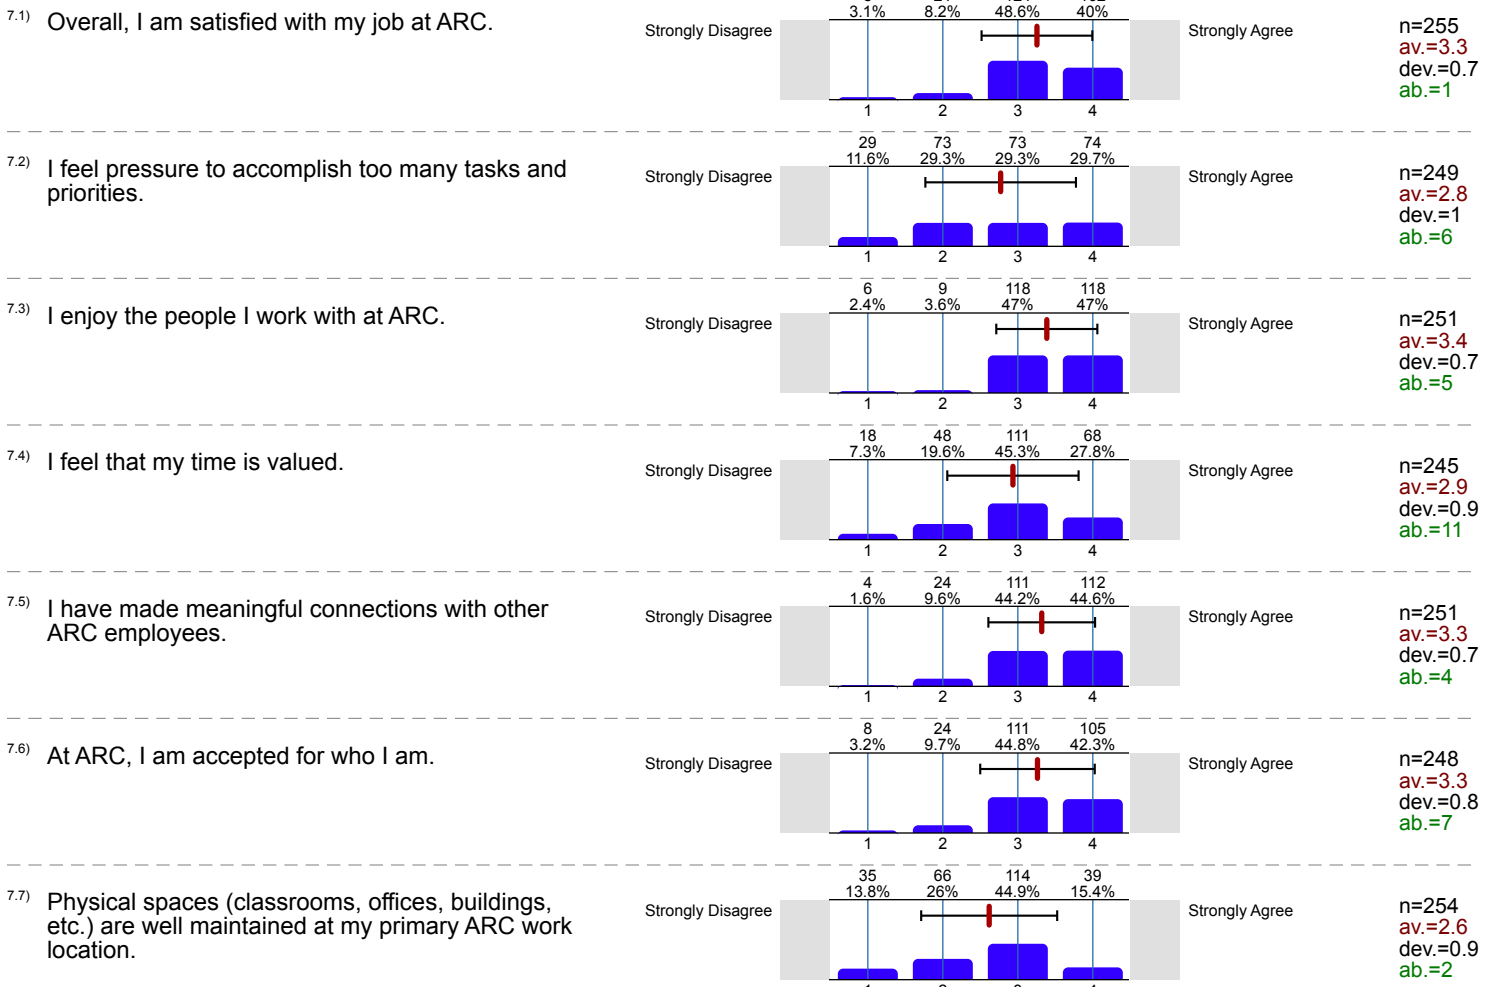 3.1% 8.2% 48.6% 40%
7.1) Overall, I am satisfied with my job at ARC.
Strongly Disagree
Strongly Agree
n=255
av.=3.3
dev.=0.7
ab.=1
1 2 3 4
29 73 73 74
11.6% 29.3% 29.3% 29.7%
7.2) I feel pressure to accomplish too many tasks and
priorities.
Strongly Disagree
Strongly Agree
n=249
av.=2.8
dev.=1
ab.=6
1 2 3 4
6 9 118 118
2.4% 3.6% 47% 47%
7.3) I enjoy the people I work with at ARC.
Strongly Disagree
Strongly Agree
n=251
av.=3.4
dev.=0.7
ab.=5
1 2 3 4
18 48 111 68
7.3% 19.6% 45.3% 27.8%
7.4) I feel that my time is valued.
Strongly Disagree
Strongly Agree
n=245
av.=2.9
dev.=0.9
ab.=11
1 2 3 4
4 24 111 112
1.6% 9.6% 44.2% 44.6%
7.5) I have made meaningful connections with other
ARC employees.
Strongly Disagree
Strongly Agree
n=251
av.=3.3
dev.=0.7
ab.=4
1 2 3 4
8 24 111 105
3.2% 9.7% 44.8% 42.3%
7.6) At ARC, I am accepted for who I am.
Strongly Disagree
Strongly Agree
n=248
av.=3.3
dev.=0.8
ab.=7
1 2 3 4
35 66 114 39
13.8% 26% 44.9% 15.4%
7.7) Physical spaces (classrooms, offices, buildings,
etc.) are well maintained at my primary ARC work
location.
Strongly Disagree
Strongly Agree
n=254
av.=2.6
dev.=0.9
ab.=2